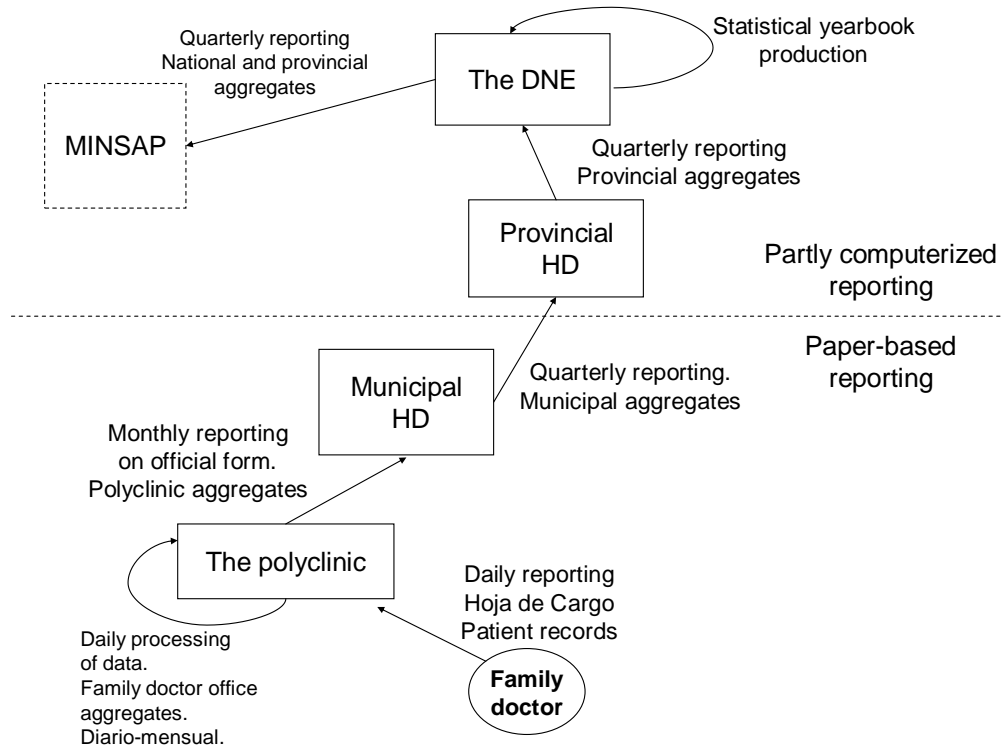 Quarterly reporting
National and provincial
aggregates
MINSAP
The DNE
Statistical yearbook
production
Quarterly reporting
Provincial aggregates
Provincial
HD
Partly computerized
reporting
Paper-based
reporting
Municipal
HD
Quarterly reporting.
Municipal aggregates
Monthly reporting
on official form.
Polyclinic aggregates
The polyclinic
Daily reporting
Hoja de Cargo
Patient records
Daily processing
of data.
Family doctor office
aggregates.
Diario-mensual.
Family
doctor